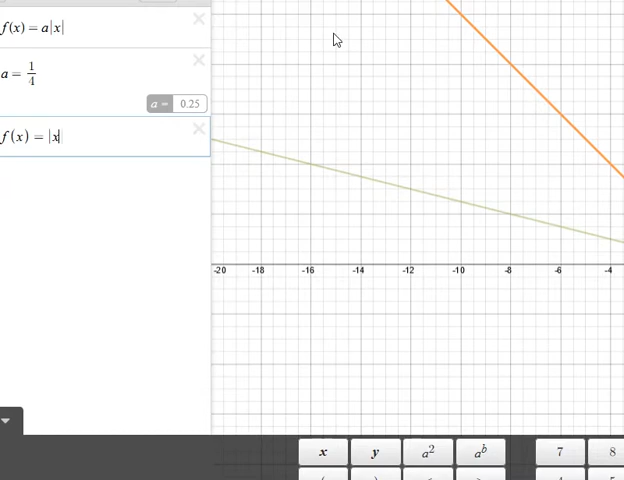 f(x) = a|x|
a = 1/4
a = 0.25
f(x) = |x|
-20 -18 -16 -14 -12 -10 -8 -6 -4
x y a² aᵇ 7 8